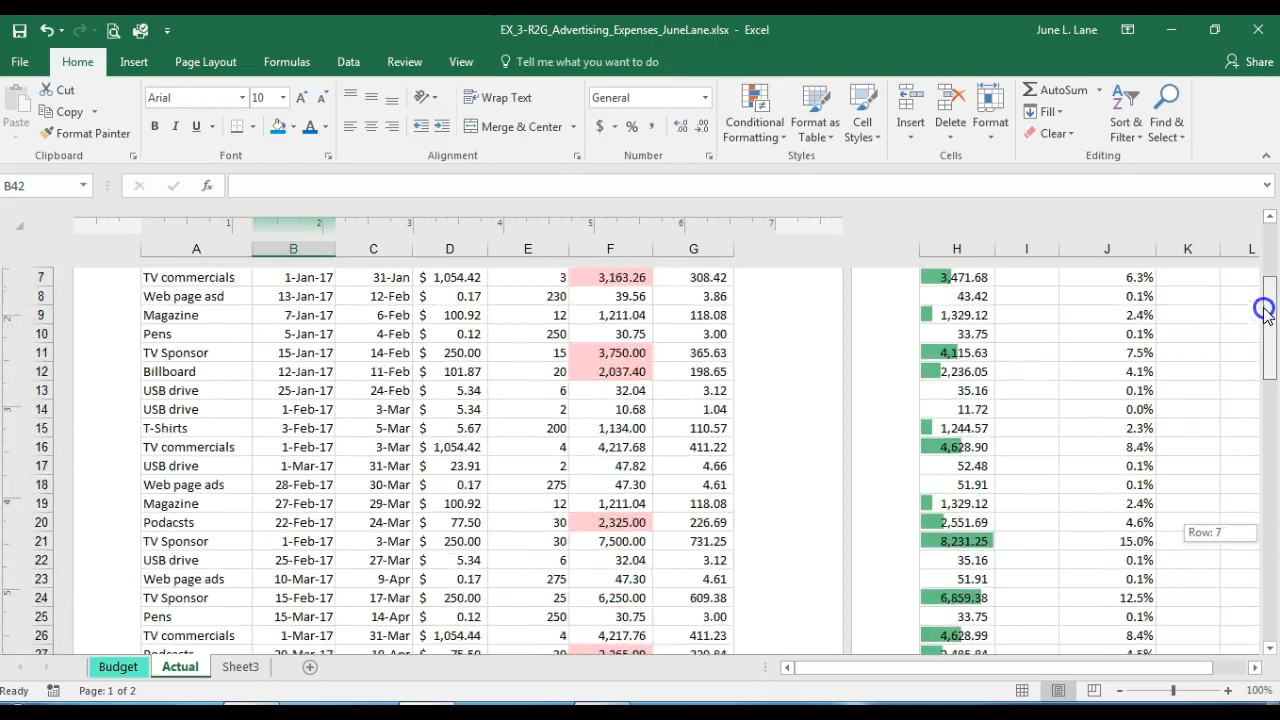 EX_3-R2G_Advertising_Expenses_JuneLane.xlsx - Excel June L. Lane
File Home Insert Page Layout Formulas Data Review View Tell me what you want to do Share
Paste Cut Copy Format Painter
Arial 10 A A B I U A
Wrap Text Merge & Center
General $ % ,
Conditional Formatting Format as Table Cell Styles
Insert Delete Format
AutoSum Fill Clear Sort & Filter Find & Select
Clipboard Font Alignment Number Styles Cells Editing
B42 fx
1 2 3 4 5 6 7
A B C D E F G H I J K L
7 TV commercials 1-Jan-17 31-Jan $ 1,054.42 3 3,163.26 308.42 3,471.68 6.3%
8 Web page asd 13-Jan-17 12-Feb $ 0.17 230 39.56 3.86 43.42 0.1%
9 Magazine 7-Jan-17 6-Feb $ 100.92 12 1,211.04 118.08 1,329.12 2.4%
10 Pens 5-Jan-17 4-Feb $ 0.12 250 30.75 3.00 33.75 0.1%
11 TV Sponsor 15-Jan-17 14-Feb $ 250.00 15 3,750.00 365.63 4,115.63 7.5%
12 Billboard 12-Jan-17 11-Feb $ 101.87 20 2,037.40 198.65 2,236.05 4.1%
13 USB drive 25-Jan-17 24-Feb $ 5.34 6 32.04 3.12 35.16 0.1%
14 USB drive 1-Feb-17 3-Mar $ 5.34 2 10.68 1.04 11.72 0.0%
15 T-Shirts 3-Feb-17 5-Mar $ 5.67 200 1,134.00 110.57 1,244.57 2.3%
16 TV commercials 1-Feb-17 3-Mar $ 1,054.42 4 4,217.68 411.22 4,628.90 8.4%
17 USB drive 1-Mar-17 31-Mar $ 23.91 2 47.82 4.66 52.48 0.1%
18 Web page ads 28-Feb-17 30-Mar $ 0.17 275 47.30 4.61 51.91 0.1%
19 Magazine 27-Feb-17 29-Mar $ 100.92 12 1,211.04 118.08 1,329.12 2.4%
20 Podacsts 22-Feb-17 24-Mar $ 77.50 30 2,325.00 226.69 2,551.69 4.6%
21 TV Sponsor 1-Feb-17 3-Mar $ 250.00 30 7,500.00 731.25 8,231.25 15.0%
Row: 7
22 USB drive 25-Feb-17 27-Mar $ 5.34 6 32.04 3.12 35.16 0.1%
23 Web page ads 10-Mar-17 9-Apr $ 0.17 275 47.30 4.61 51.91 0.1%
24 TV Sponsor 15-Feb-17 17-Mar $ 250.00 25 6,250.00 609.38 6,859.38 12.5%
25 Pens 15-Mar-17 14-Apr $ 0.12 250 30.75 3.00 33.75 0.1%
26 TV commercials 1-Mar-17 31-Mar $ 1,054.44 4 4,217.76 411.23 4,628.99 8.4%
Budget Actual Sheet3
Ready Page: 1 of 2 100%